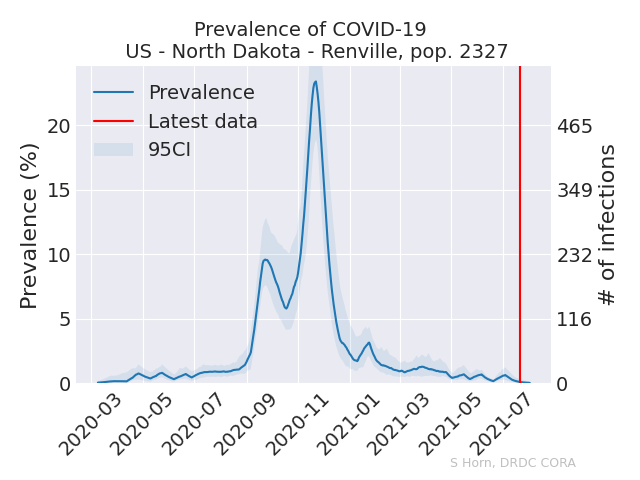 Prevalence of COVID-19
US - North Dakota - Renville, pop. 2327
Prevalence
Latest data
95CI
Prevalence (%)
20
15
10
5
0
465
349
232
116
0
# of infections
2020-03
2020-05
2020-07
2020-09
2020-11
2021-01
2021-03
2021-05
2021-07
S Horn, DRDC CORA